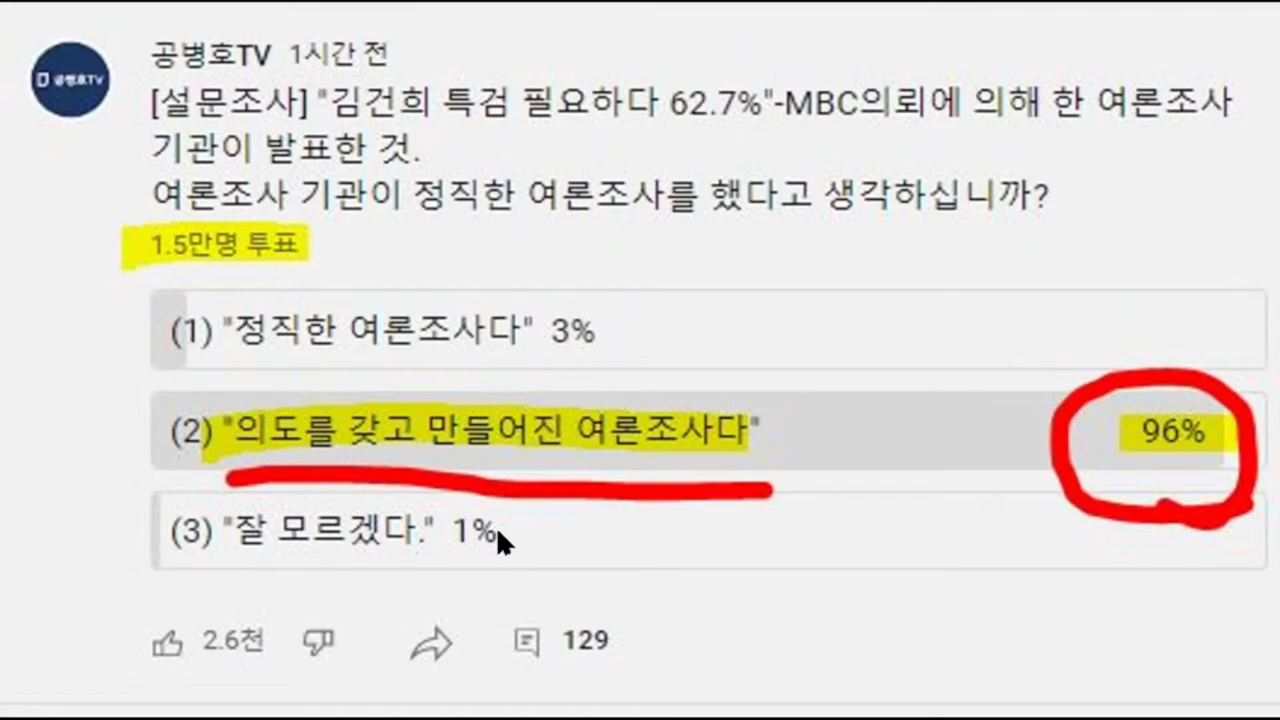 공병호TV 1시간 전
공병호TV
[설문조사] "김건희 특검 필요하다 62.7%"-MBC의뢰에 의해 한 여론조사
기관이 발표한 것.
여론조사 기관이 정직한 여론조사를 했다고 생각하십니까?
1.5만명 투표
(1) "정직한 여론조사다" 3%
(2) "의도를 갖고 만들어진 여론조사다" 96%
(3) "잘 모르겠다." 1%
2.6천 129